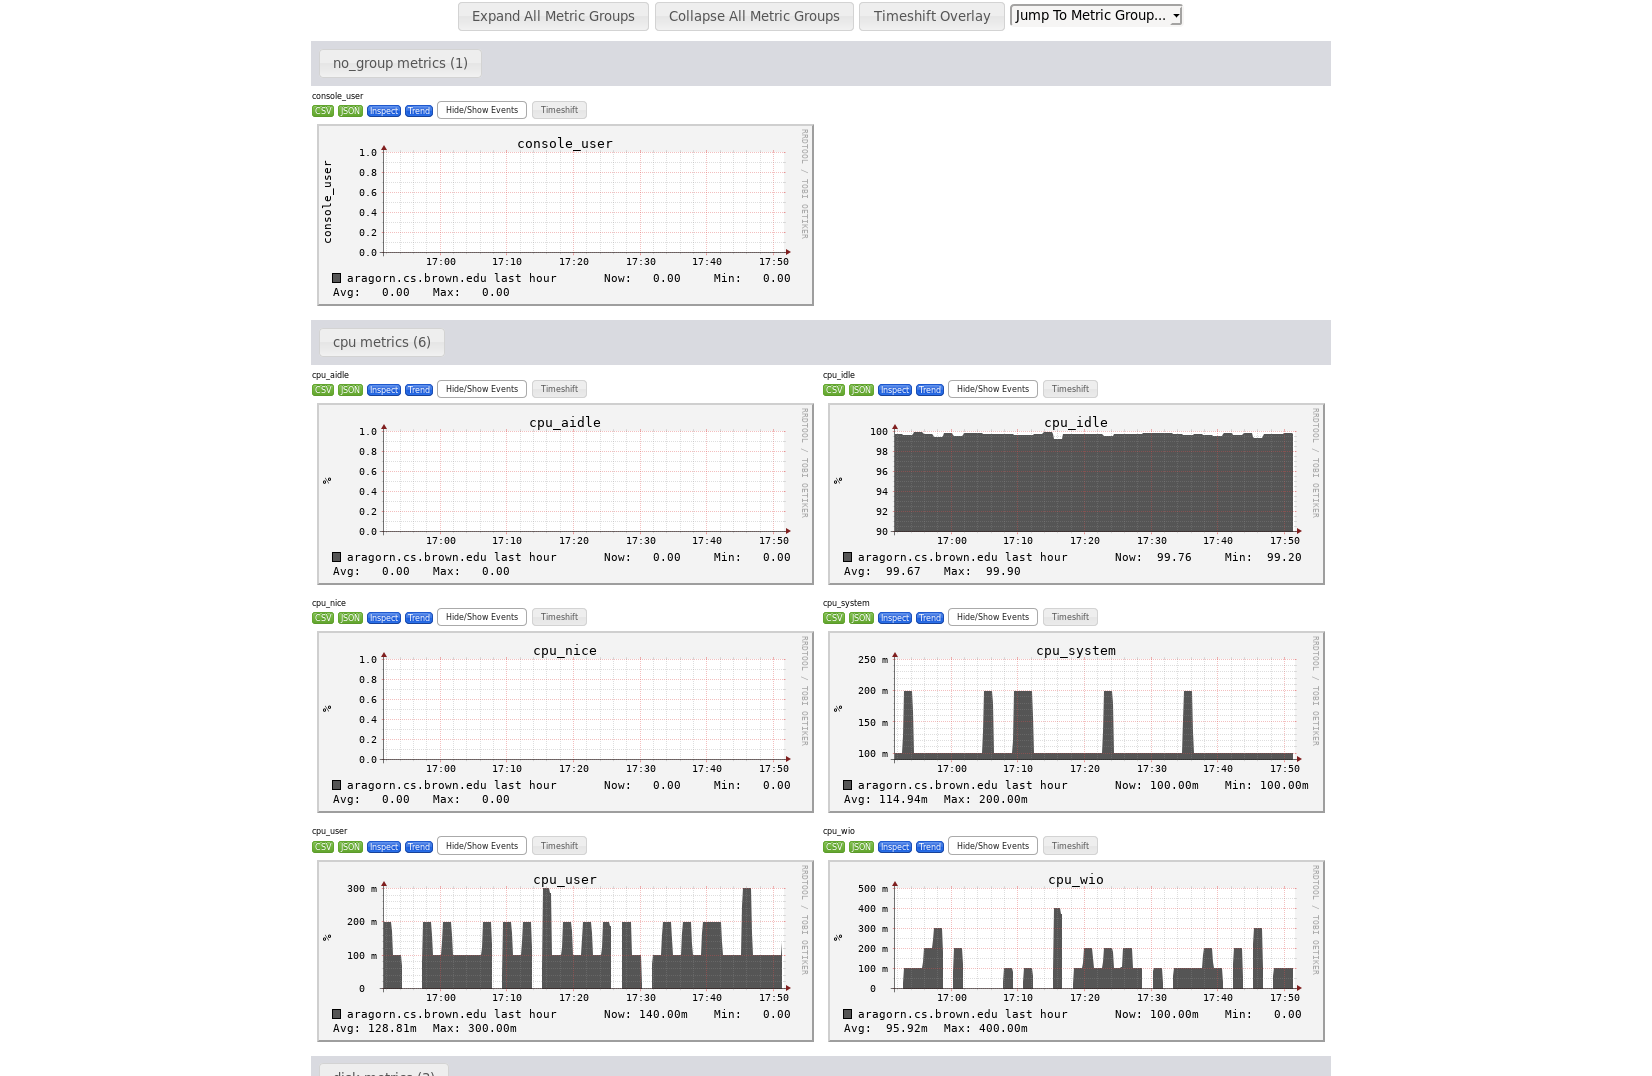 Expand All Metric Groups Collapse All Metric Groups Timeshift Overlay Jump To Metric Group...
no_group metrics (1)
console_user
CSV JSON Inspect Trend Hide/Show Events Timeshift
console_user
RRDTOOL / TOBI OETIKER
console_user
1.0
0.8
0.6
0.4
0.2
0.0
17:00 17:10 17:20 17:30 17:40 17:50
aragorn.cs.brown.edu last hour Now: 0.00 Min: 0.00
Avg: 0.00 Max: 0.00
cpu metrics (6)
cpu_aidle
CSV JSON Inspect Trend Hide/Show Events Timeshift
cpu_aidle
RRDTOOL / TOBI OETIKER
%
1.0
0.8
0.6
0.4
0.2
0.0
17:00 17:10 17:20 17:30 17:40 17:50
aragorn.cs.brown.edu last hour Now: 0.00 Min: 0.00
Avg: 0.00 Max: 0.00
cpu_idle
CSV JSON Inspect Trend Hide/Show Events Timeshift
cpu_idle
RRDTOOL / TOBI OETIKER
%
100
98
96
94
92
90
17:00 17:10 17:20 17:30 17:40 17:50
aragorn.cs.brown.edu last hour Now: 99.76 Min: 99.20
Avg: 99.67 Max: 99.90
cpu_nice
CSV JSON Inspect Trend Hide/Show Events Timeshift
cpu_nice
RRDTOOL / TOBI OETIKER
%
1.0
0.8
0.6
0.4
0.2
0.0
17:00 17:10 17:20 17:30 17:40 17:50
aragorn.cs.brown.edu last hour Now: 0.00 Min: 0.00
Avg: 0.00 Max: 0.00
cpu_system
CSV JSON Inspect Trend Hide/Show Events Timeshift
cpu_system
RRDTOOL / TOBI OETIKER
%
250 m
200 m
150 m
100 m
17:00 17:10 17:20 17:30 17:40 17:50
aragorn.cs.brown.edu last hour Now: 100.00m Min: 100.00m
Avg: 114.94m Max: 200.00m
cpu_user
CSV JSON Inspect Trend Hide/Show Events Timeshift
cpu_user
RRDTOOL / TOBI OETIKER
%
300 m
200 m
100 m
0
17:00 17:10 17:20 17:30 17:40 17:50
aragorn.cs.brown.edu last hour Now: 140.00m Min: 0.00
Avg: 128.81m Max: 300.00m
cpu_wio
CSV JSON Inspect Trend Hide/Show Events Timeshift
cpu_wio
RRDTOOL / TOBI OETIKER
%
500 m
400 m
300 m
200 m
100 m
0
17:00 17:10 17:20 17:30 17:40 17:50
aragorn.cs.brown.edu last hour Now: 100.00m Min: 0.00
Avg: 95.92m Max: 400.00m
disk metrics